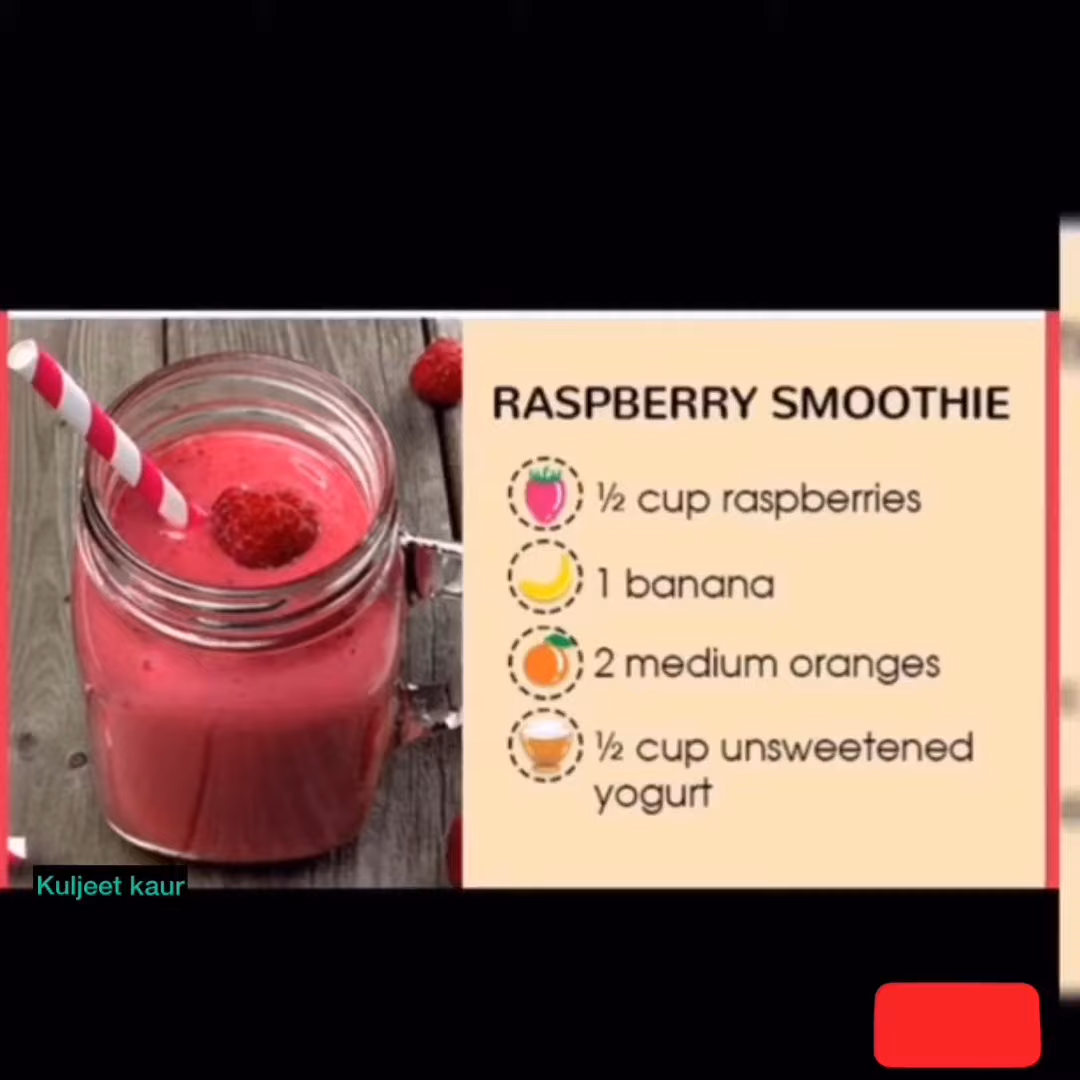 RASPBERRY SMOOTHIE
½ cup raspberries
1 banana
2 medium oranges
½ cup unsweetened
yogurt
Kuljeet kaur